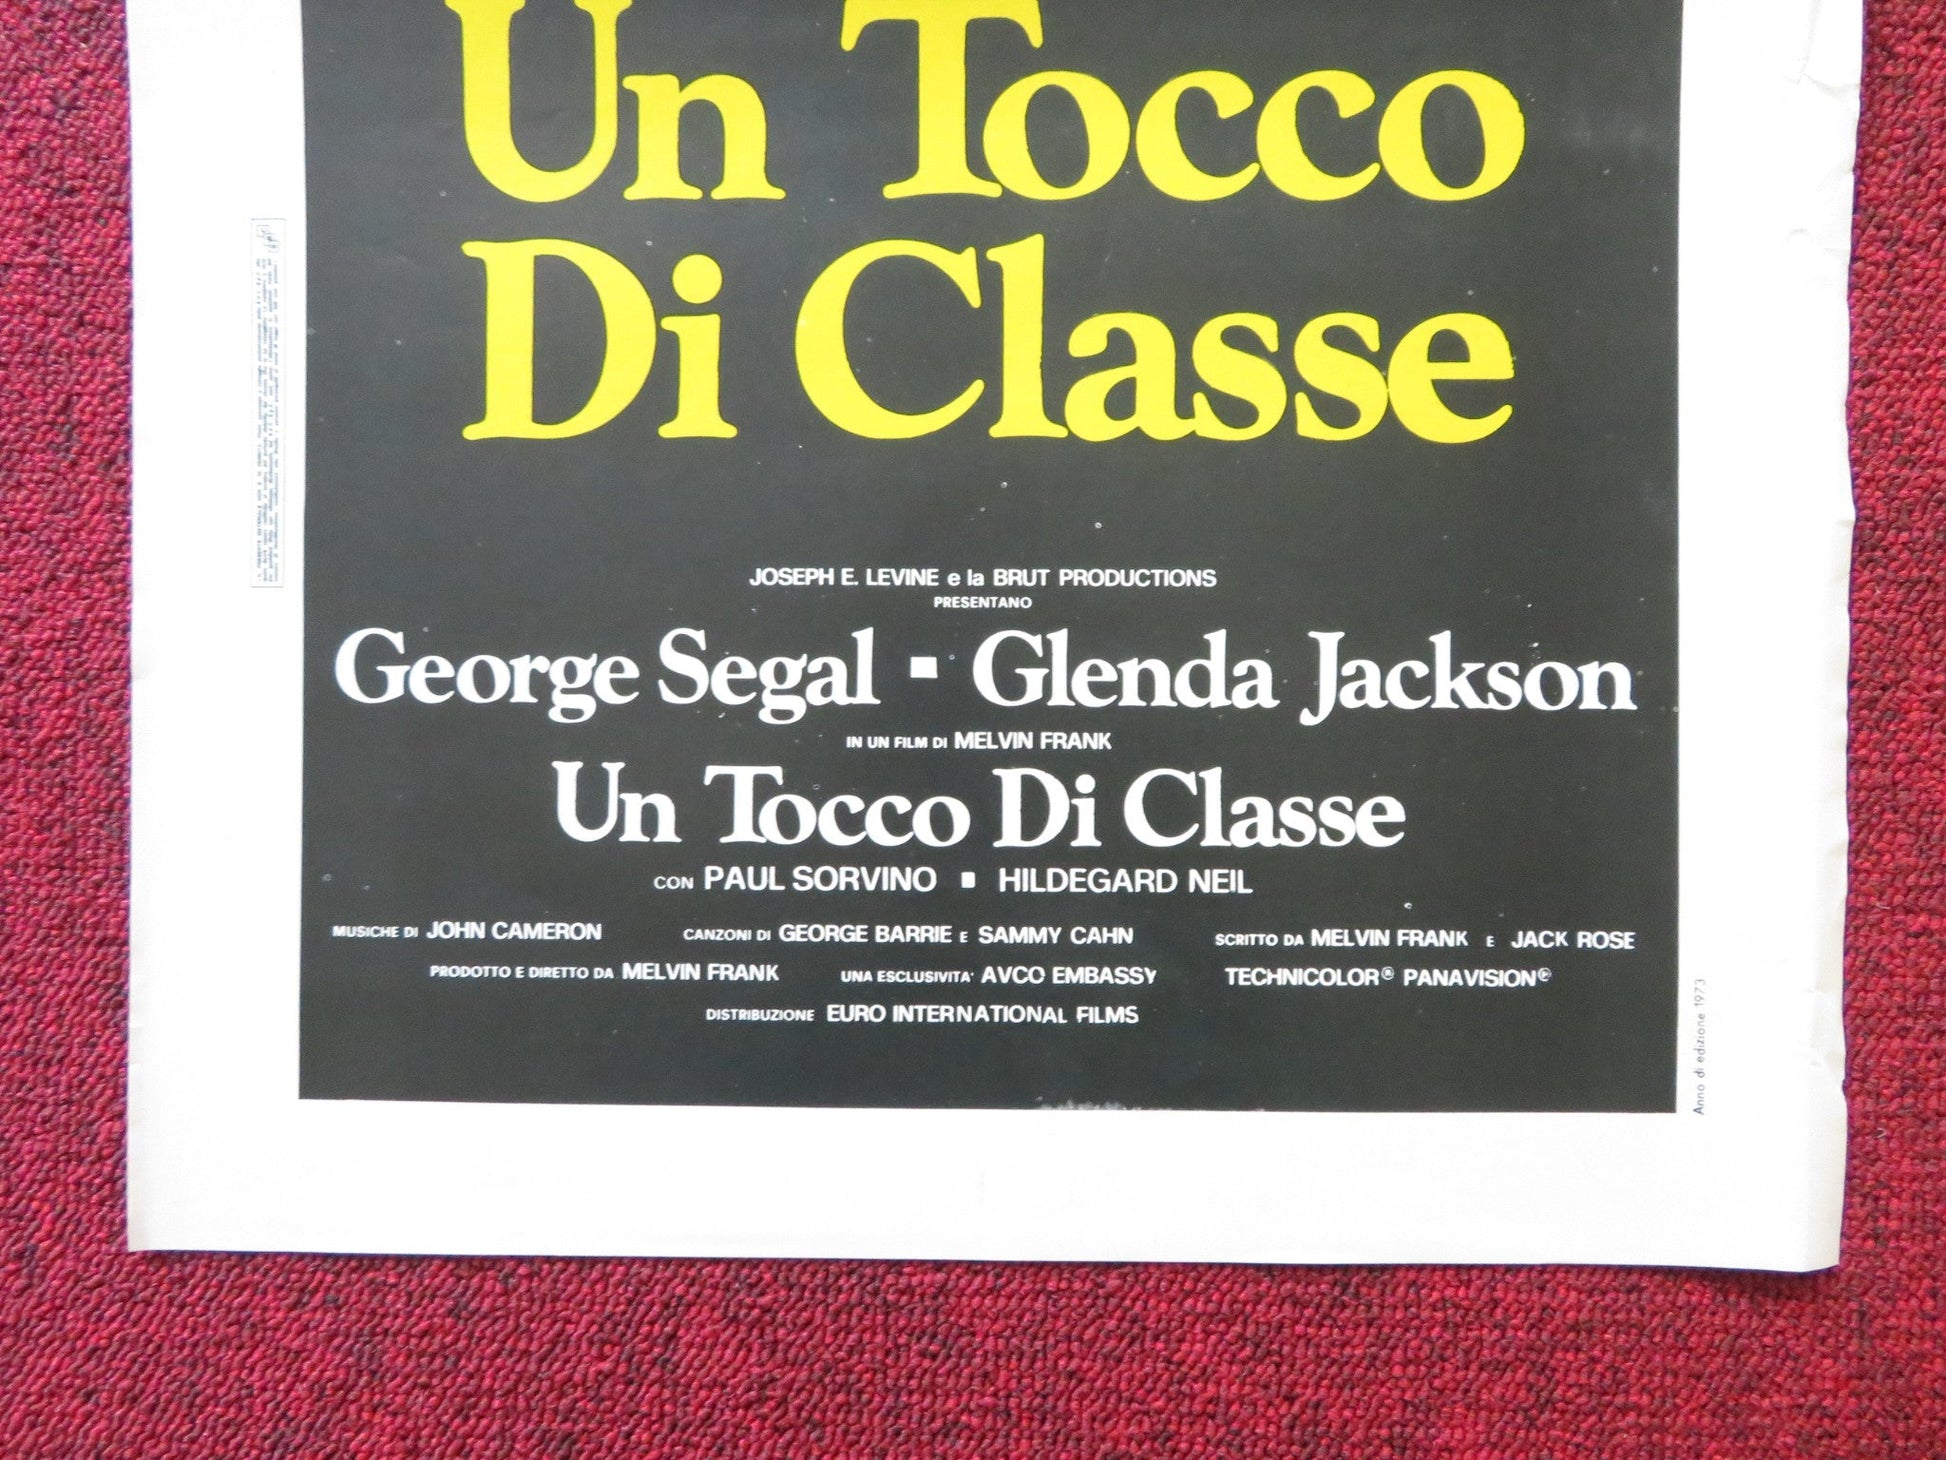 Un Tocco
Di Classe
JOSEPH E. LEVINE e la BRUT PRODUCTIONS
PRESENTANO
George Segal ▪ Glenda Jackson
IN UN FILM DI MELVIN FRANK
Un Tocco Di Classe
CON PAUL SORVINO ▪ HILDEGARD NEIL
MUSICHE DI JOHN CAMERON CANZONI DI GEORGE BARRIE E SAMMY CAHN SCRITTO DA MELVIN FRANK E JACK ROSE
PRODOTTO E DIRETTO DA MELVIN FRANK UNA ESCLUSIVITA' AVCO EMBASSY TECHNICOLOR® PANAVISION®
DISTRIBUZIONE EURO INTERNATIONAL FILMS
Anno di edizione 1973